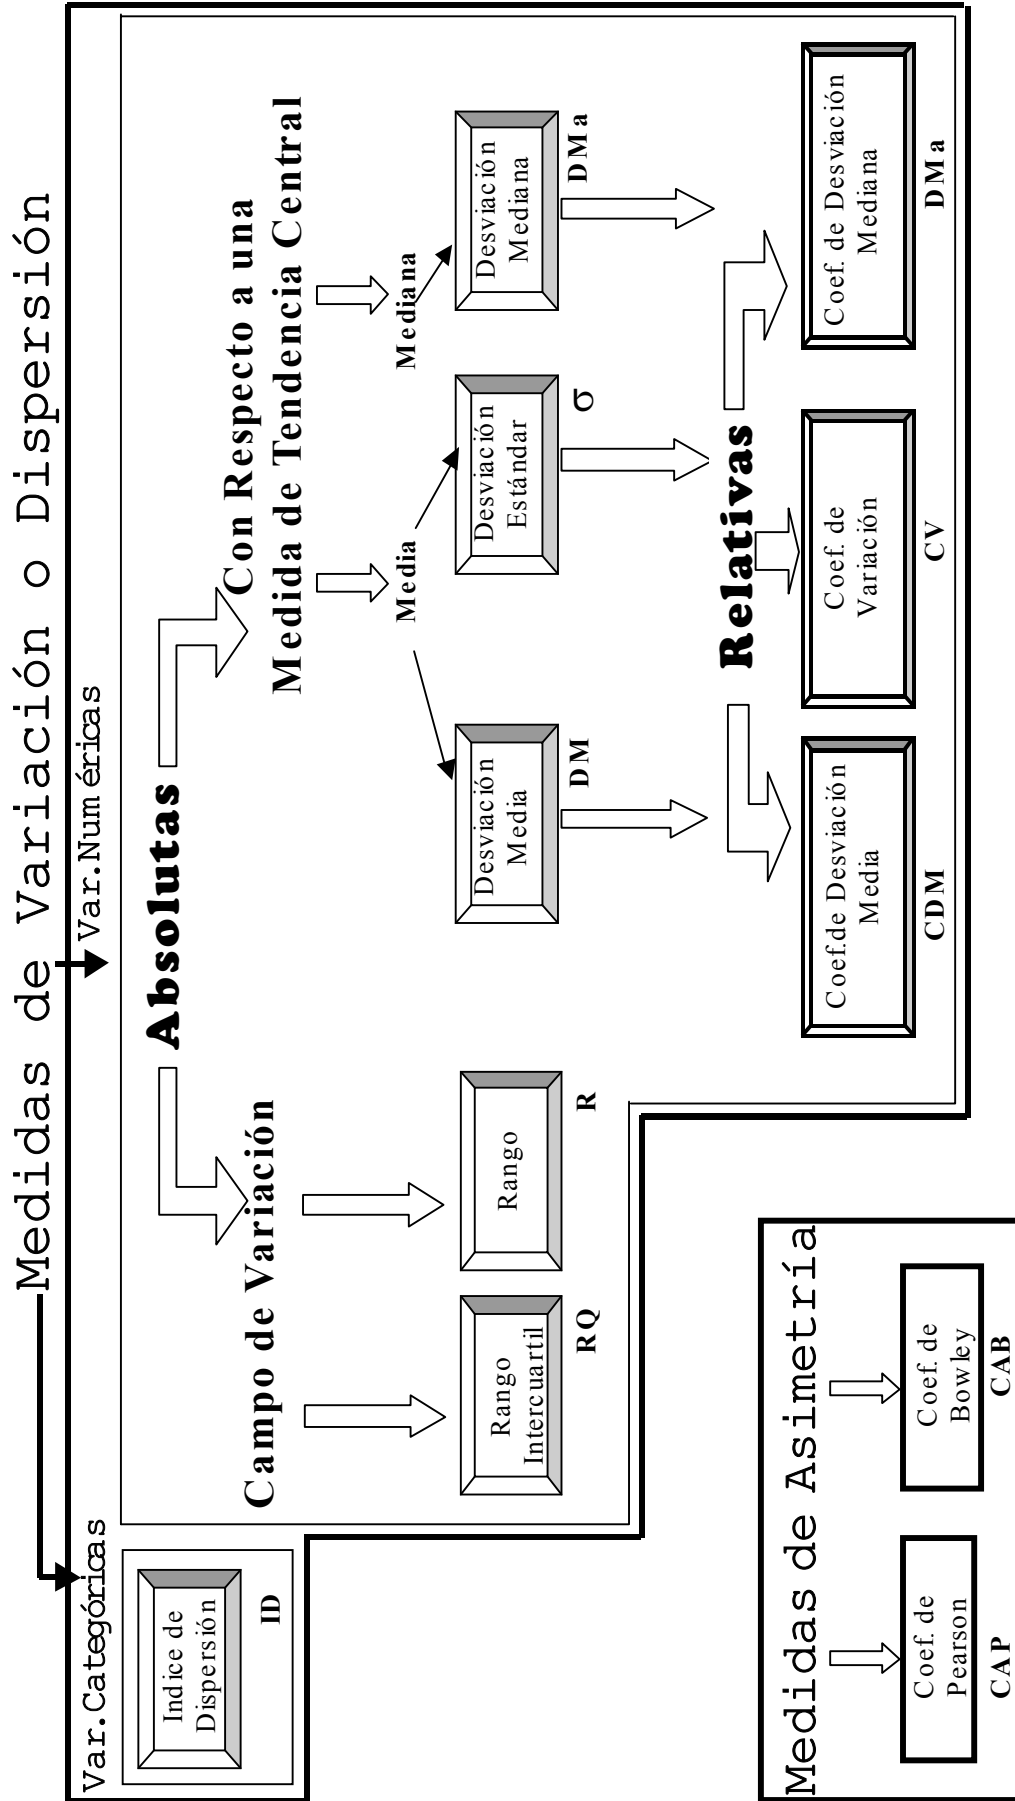 Medidas de Variación o Dispersión
Var.Categóricas
Var.Numéricas
Indice de
Dispersión
ID
Absolutas
Campo de Variación
Con Respecto a una
Medida de Tendencia Central
Media
Mediana
Rango
Intercuartil
RQ
Rango
R
Desviación
Media
DM
Desviación
Estándar
σ
Desviación
Mediana
DMa
Relativas
Coef.de Desviación
Media
CDM
Coef. de
Variación
CV
Coef. de Desviación
Mediana
DMa
Medidas de Asimetría
Coef. de
Pearson
CAP
Coef. de
Bowley
CAB